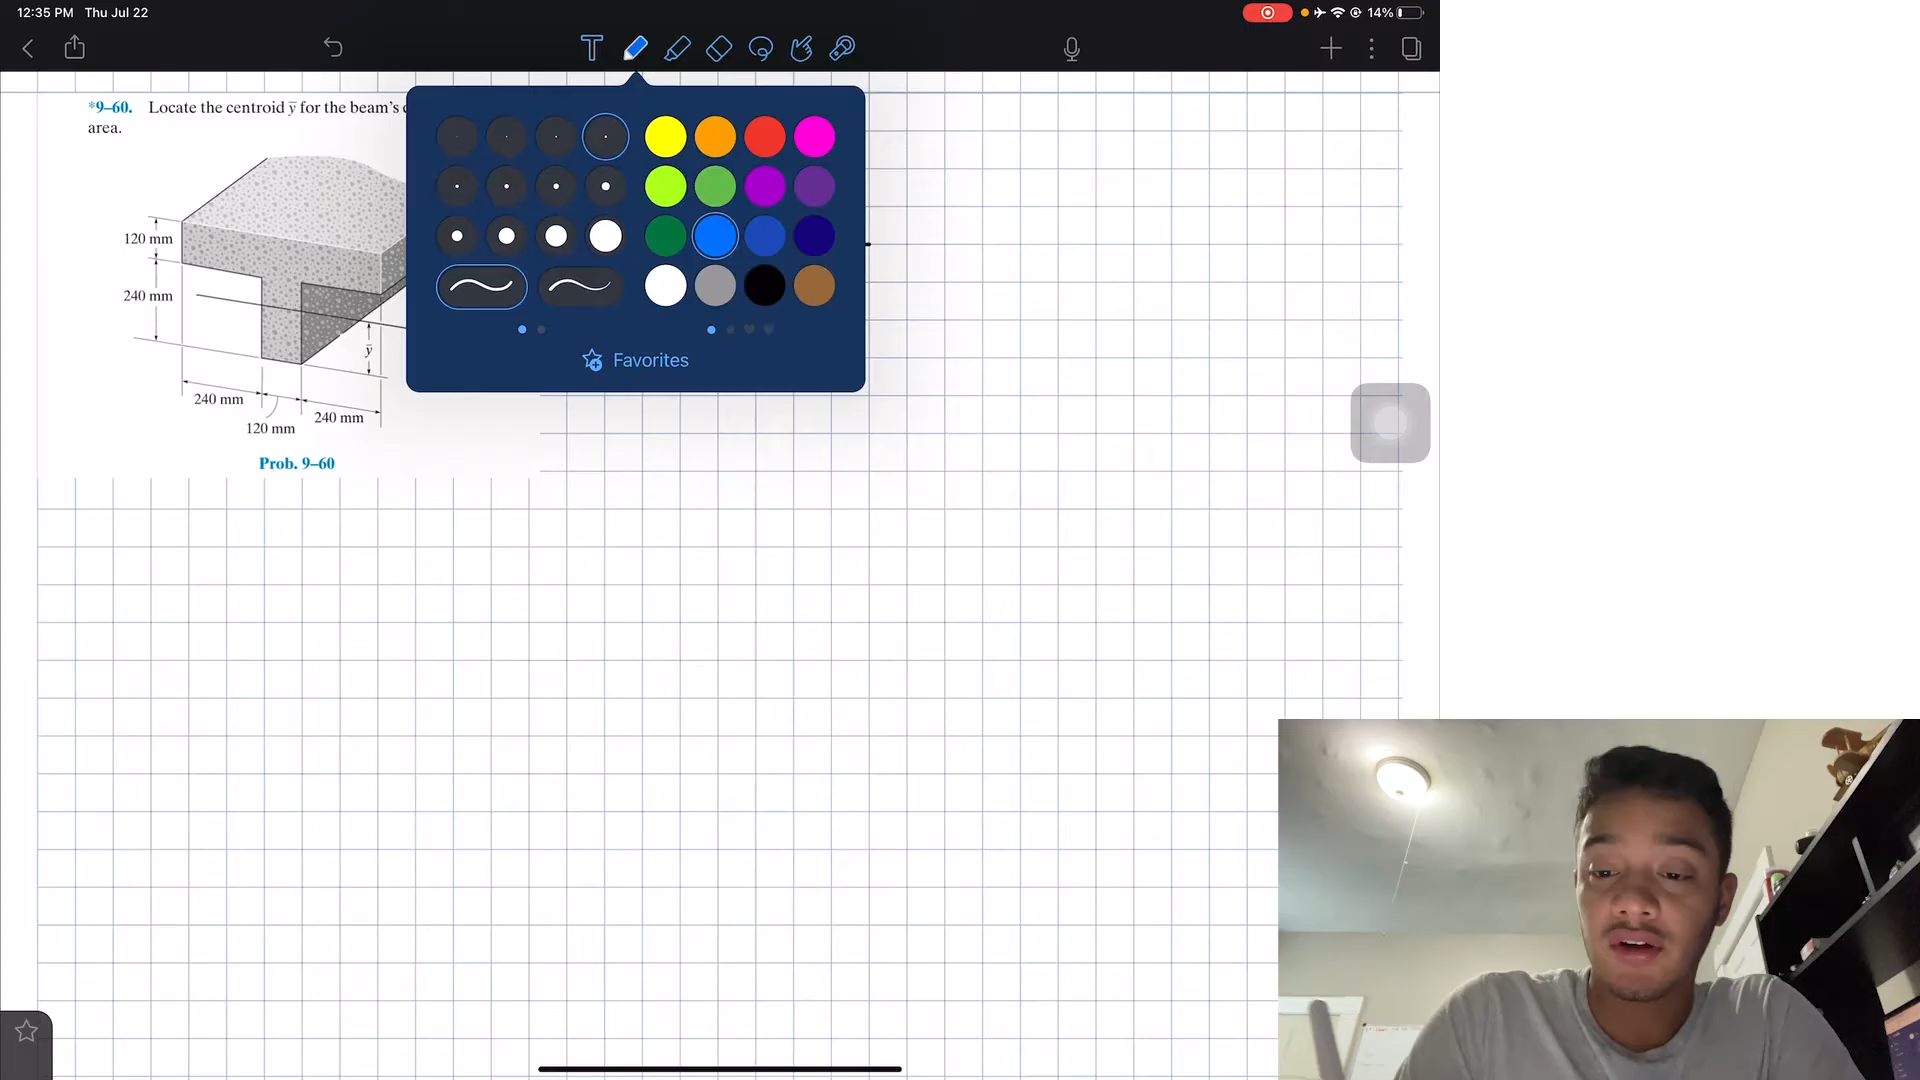 12:35 PM Thu Jul 22
14%
T
*9–60. Locate the centroid y̅ for the beam's
area.
120 mm
240 mm
y̅
240 mm
240 mm
120 mm
Prob. 9–60
Favorites